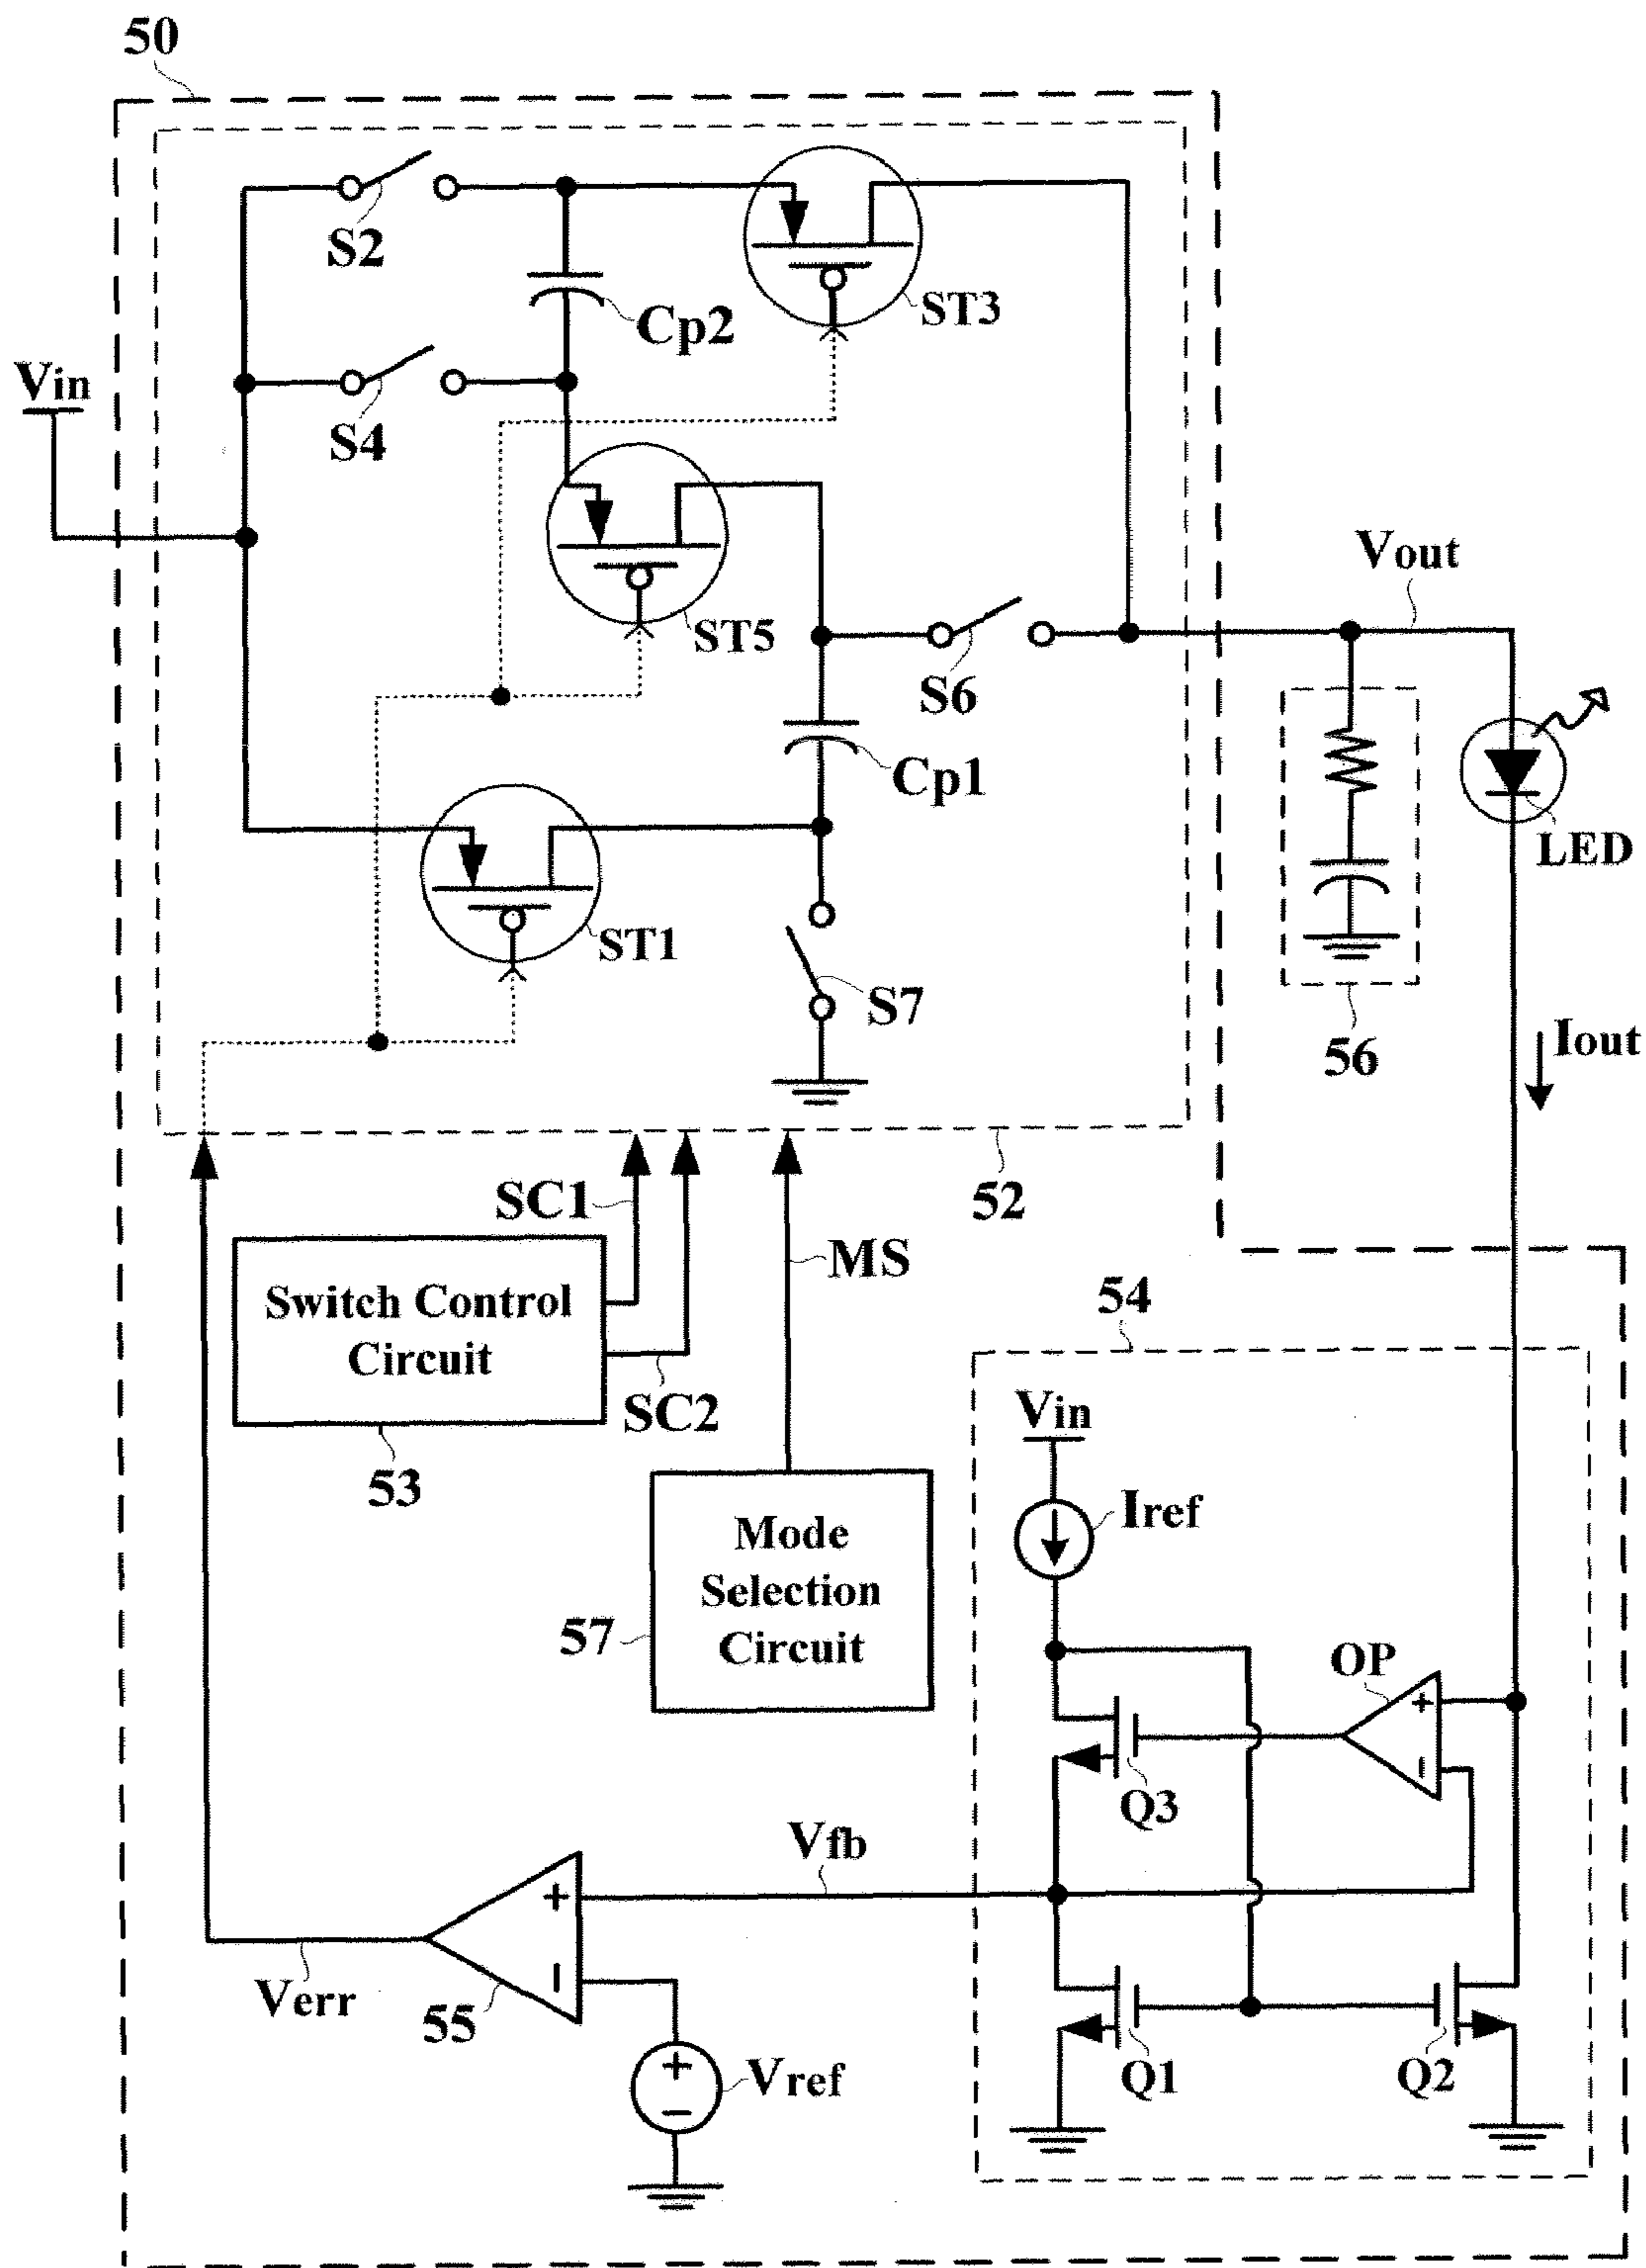 50
S2
Cp2
ST3
Vin
S4
ST5
Vout
S6
Cp1
LED
ST1
S7
56
Iout
SC1
52
MS
Switch Control
Circuit
SC2
53
54
Vin
Iref
Mode
Selection
Circuit
57
OP
+
−
Q3
Vfb
+
−
Verr
55
Q1
Q2
+
−
Vref